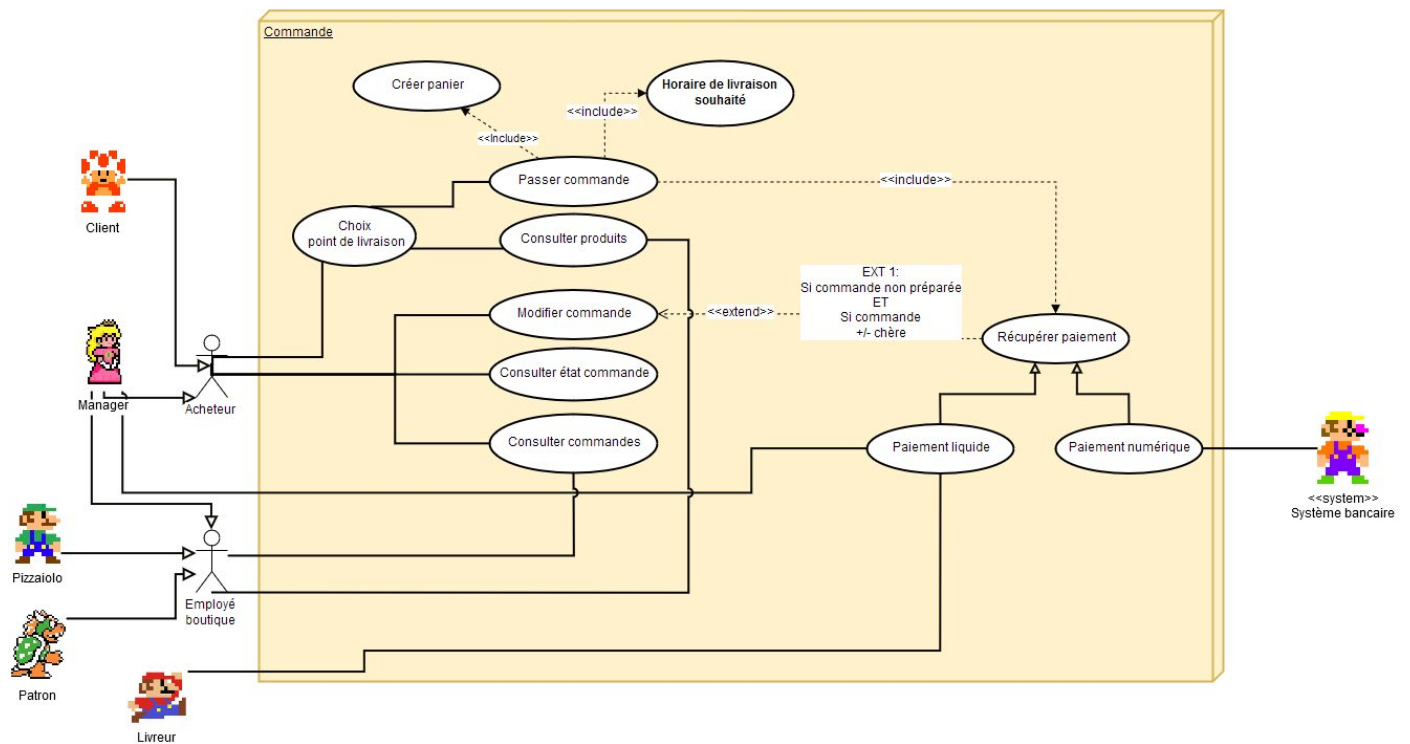 Commande
Créer panier
Horaire de livraison
souhaité
<<include>>
<<Include>>
Client
Passer commande
<<include>>
Choix
point de livraison
Consulter produits
EXT 1:
Si commande non préparée
ET
Si commande
+/- chère
Modifier commande
<<extend>>
Récupérer paiement
Consulter état commande
Manager
Acheteur
Consulter commandes
Paiement liquide
Paiement numérique
<<system>>
Système bancaire
Pizzaiolo
Employé
boutique
Patron
Livreur